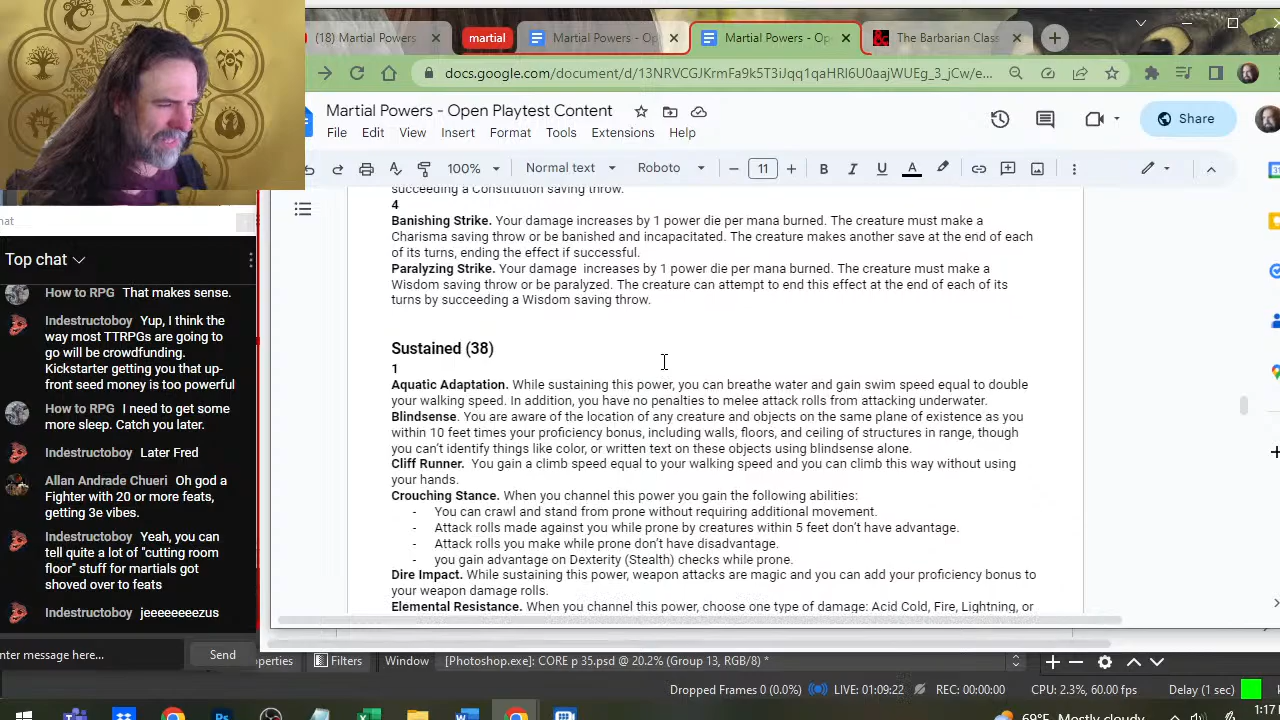 (18) Martial Powers
martial
Martial Powers - Op
Martial Powers - Op
The Barbarian Class
docs.google.com/document/d/13NRVCGJKrmFa9k5T3iJqq1qaHRl6U0aajWUEg_3_jCw/e...
Martial Powers - Open Playtest Content
File Edit View Insert Format Tools Extensions Help
Share
100% Normal text Roboto 11
succeeding a Constitution saving throw.
4
Banishing Strike. Your damage increases by 1 power die per mana burned. The creature must make a
Charisma saving throw or be banished and incapacitated. The creature makes another save at the end of each
of its turns, ending the effect if successful.
Paralyzing Strike. Your damage increases by 1 power die per mana burned. The creature must make a
Wisdom saving throw or be paralyzed. The creature can attempt to end this effect at the end of each of its
turns by succeeding a Wisdom saving throw.
Sustained (38)
1
Aquatic Adaptation. While sustaining this power, you can breathe water and gain swim speed equal to double
your walking speed. In addition, you have no penalties to melee attack rolls from attacking underwater.
Blindsense. You are aware of the location of any creature and objects on the same plane of existence as you
within 10 feet times your proficiency bonus, including walls, floors, and ceiling of structures in range, though
you can't identify things like color, or written text on these objects using blindsense alone.
Cliff Runner. You gain a climb speed equal to your walking speed and you can climb this way without using
your hands.
Crouching Stance. When you channel this power you gain the following abilities:
- You can crawl and stand from prone without requiring additional movement.
- Attack rolls made against you while prone by creatures within 5 feet don't have advantage.
- Attack rolls you make while prone don't have disadvantage.
- you gain advantage on Dexterity (Stealth) checks while prone.
Dire Impact. While sustaining this power, weapon attacks are magic and you can add your proficiency bonus to
your weapon damage rolls.
Elemental Resistance. When you channel this power, choose one type of damage: Acid Cold, Fire, Lightning, or
hat
Top chat
How to RPG That makes sense.
Indestructoboy Yup, I think the
way most TTRPGs are going to
go will be crowdfunding.
Kickstarter getting you that up-
front seed money is too powerful
How to RPG I need to get some
more sleep. Catch you later.
Indestructoboy Later Fred
Allan Andrade Chueri Oh god a
Fighter with 20 or more feats,
getting 3e vibes.
Indestructoboy Yeah, you can
tell quite a lot of "cutting room
floor" stuff for martials got
shoved over to feats
Indestructoboy jeeeeeeezus
nter message here...
Send
operties Filters Window [Photoshop.exe]: CORE p 35.psd @ 20.2% (Group 13, RGB/8) *
Dropped Frames 0 (0.0%) LIVE: 01:09:22 REC: 00:00:00 CPU: 2.3%, 60.00 fps Delay (1 sec)
69°F Mostly cloudy
1:17